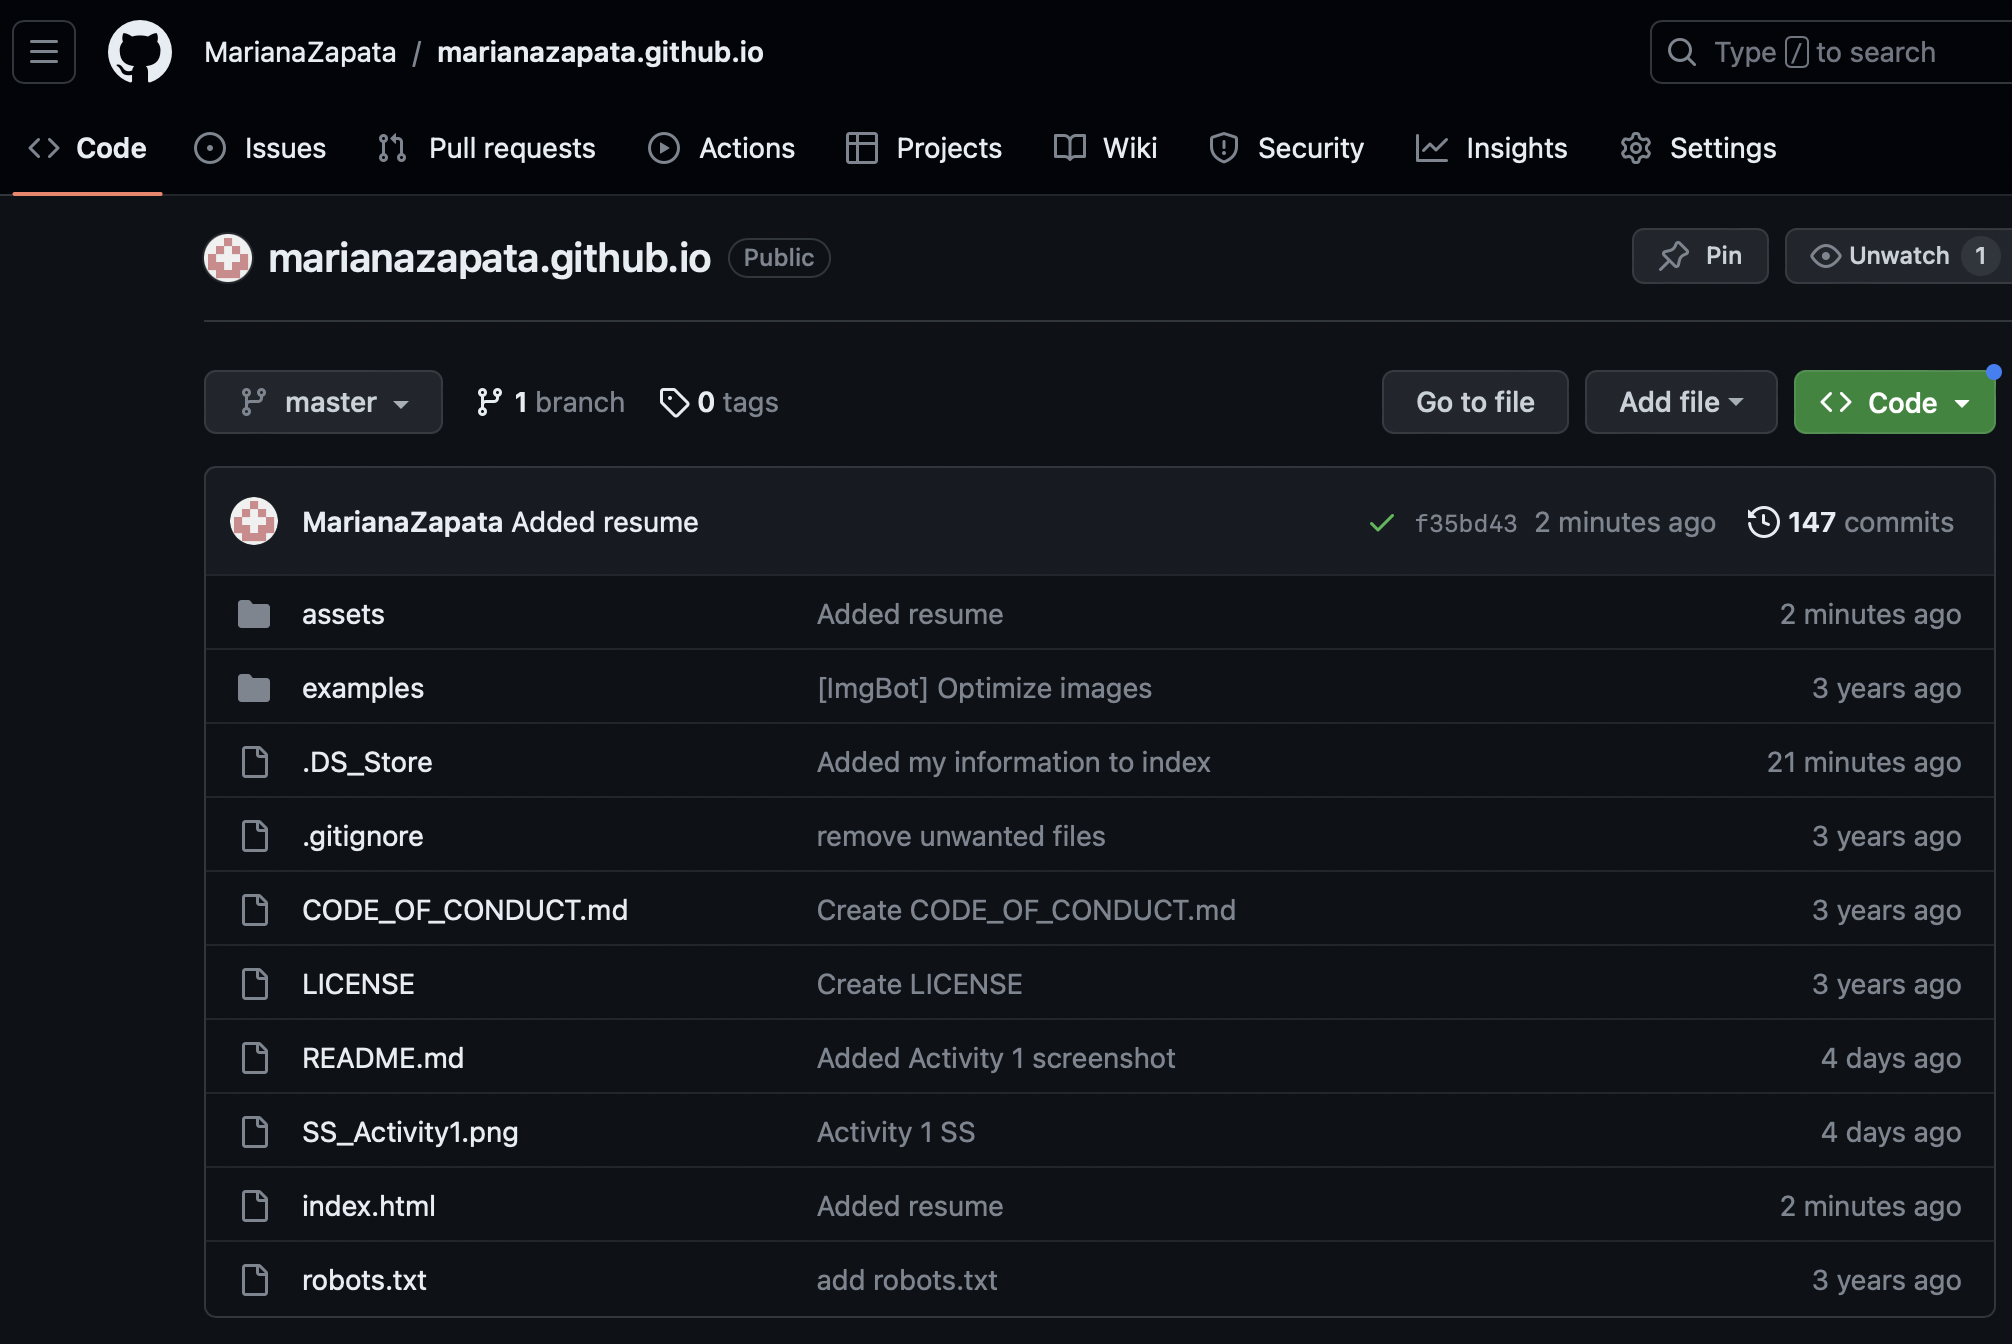 MarianaZapata / marianazapata.github.io
Type / to search
Code Issues Pull requests Actions Projects Wiki Security Insights Settings
marianazapata.github.io Public
Pin Unwatch 1
master 1 branch 0 tags Go to file Add file Code
MarianaZapata Added resume f35bd43 2 minutes ago 147 commits
assets Added resume 2 minutes ago
examples [ImgBot] Optimize images 3 years ago
.DS_Store Added my information to index 21 minutes ago
.gitignore remove unwanted files 3 years ago
CODE_OF_CONDUCT.md Create CODE_OF_CONDUCT.md 3 years ago
LICENSE Create LICENSE 3 years ago
README.md Added Activity 1 screenshot 4 days ago
SS_Activity1.png Activity 1 SS 4 days ago
index.html Added resume 2 minutes ago
robots.txt add robots.txt 3 years ago